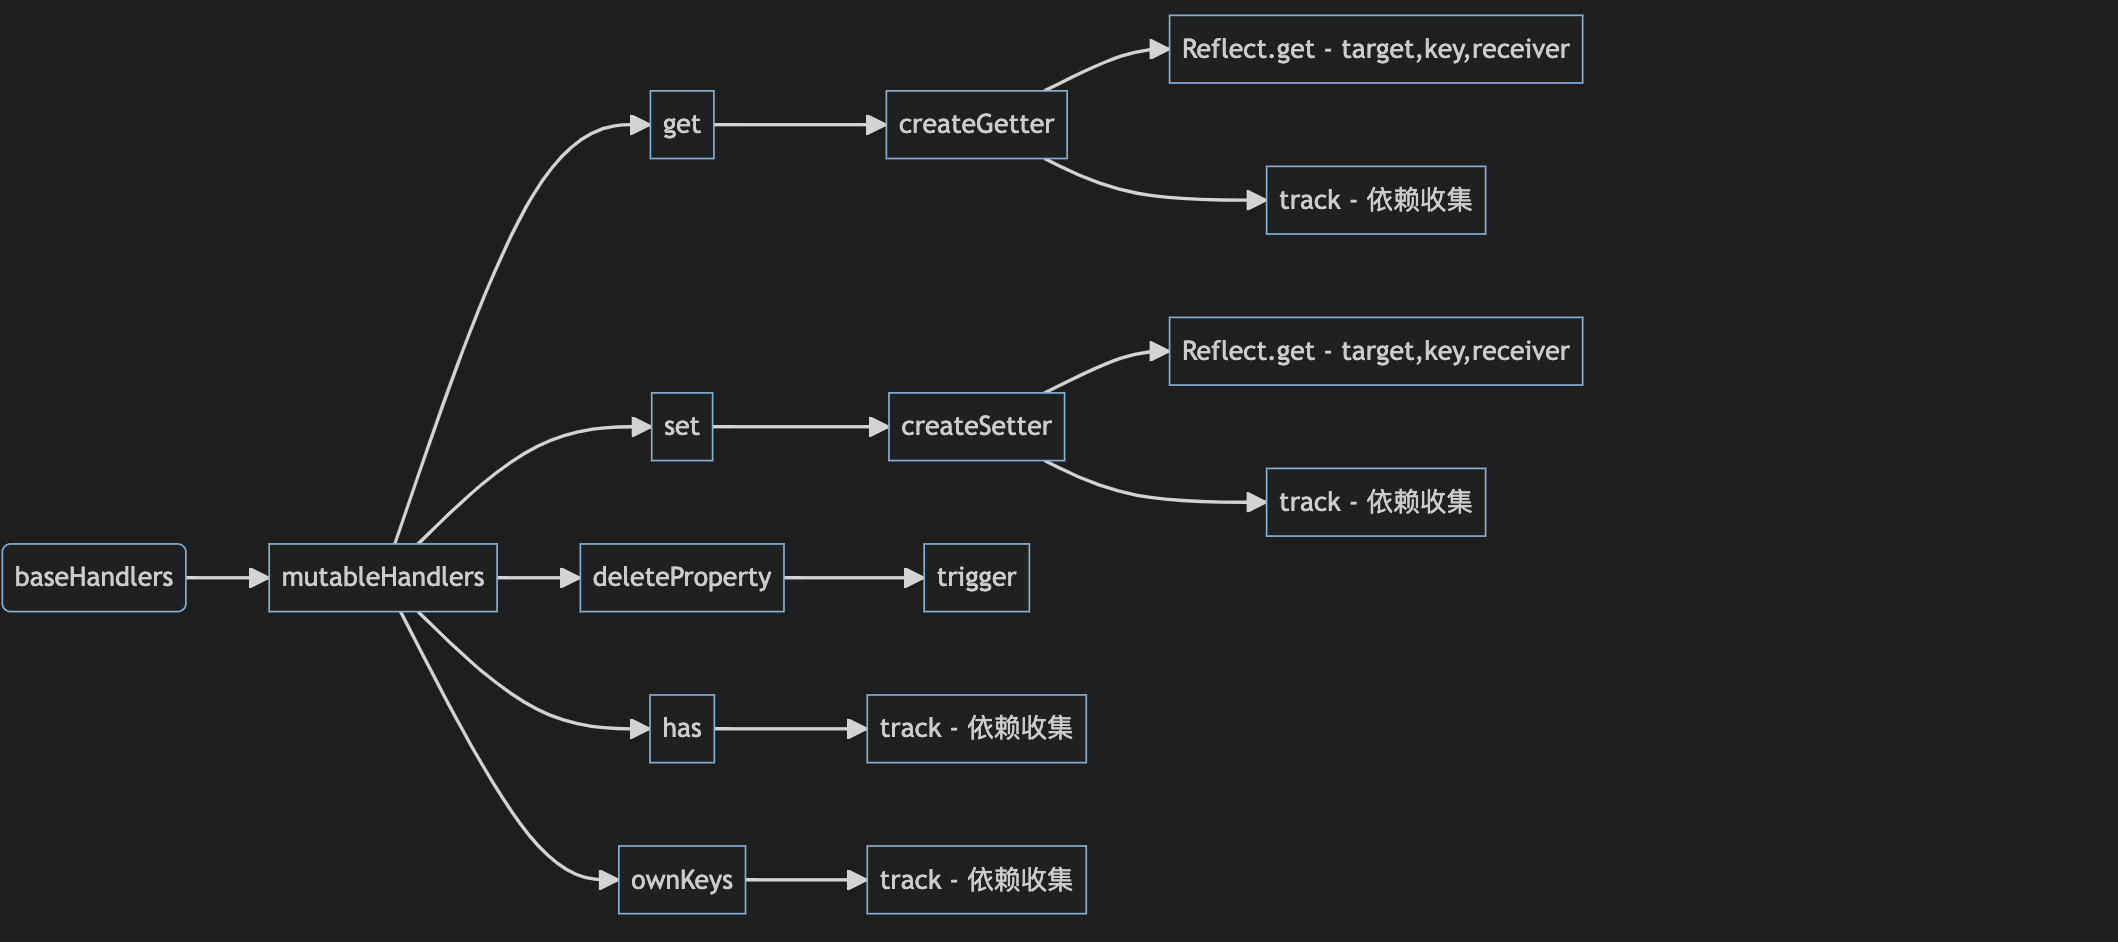 Reflect.get - target,key,receiver
get
createGetter
track - 依赖收集
Reflect.get - target,key,receiver
set
createSetter
track - 依赖收集
baseHandlers
mutableHandlers
deleteProperty
trigger
has
track - 依赖收集
ownKeys
track - 依赖收集